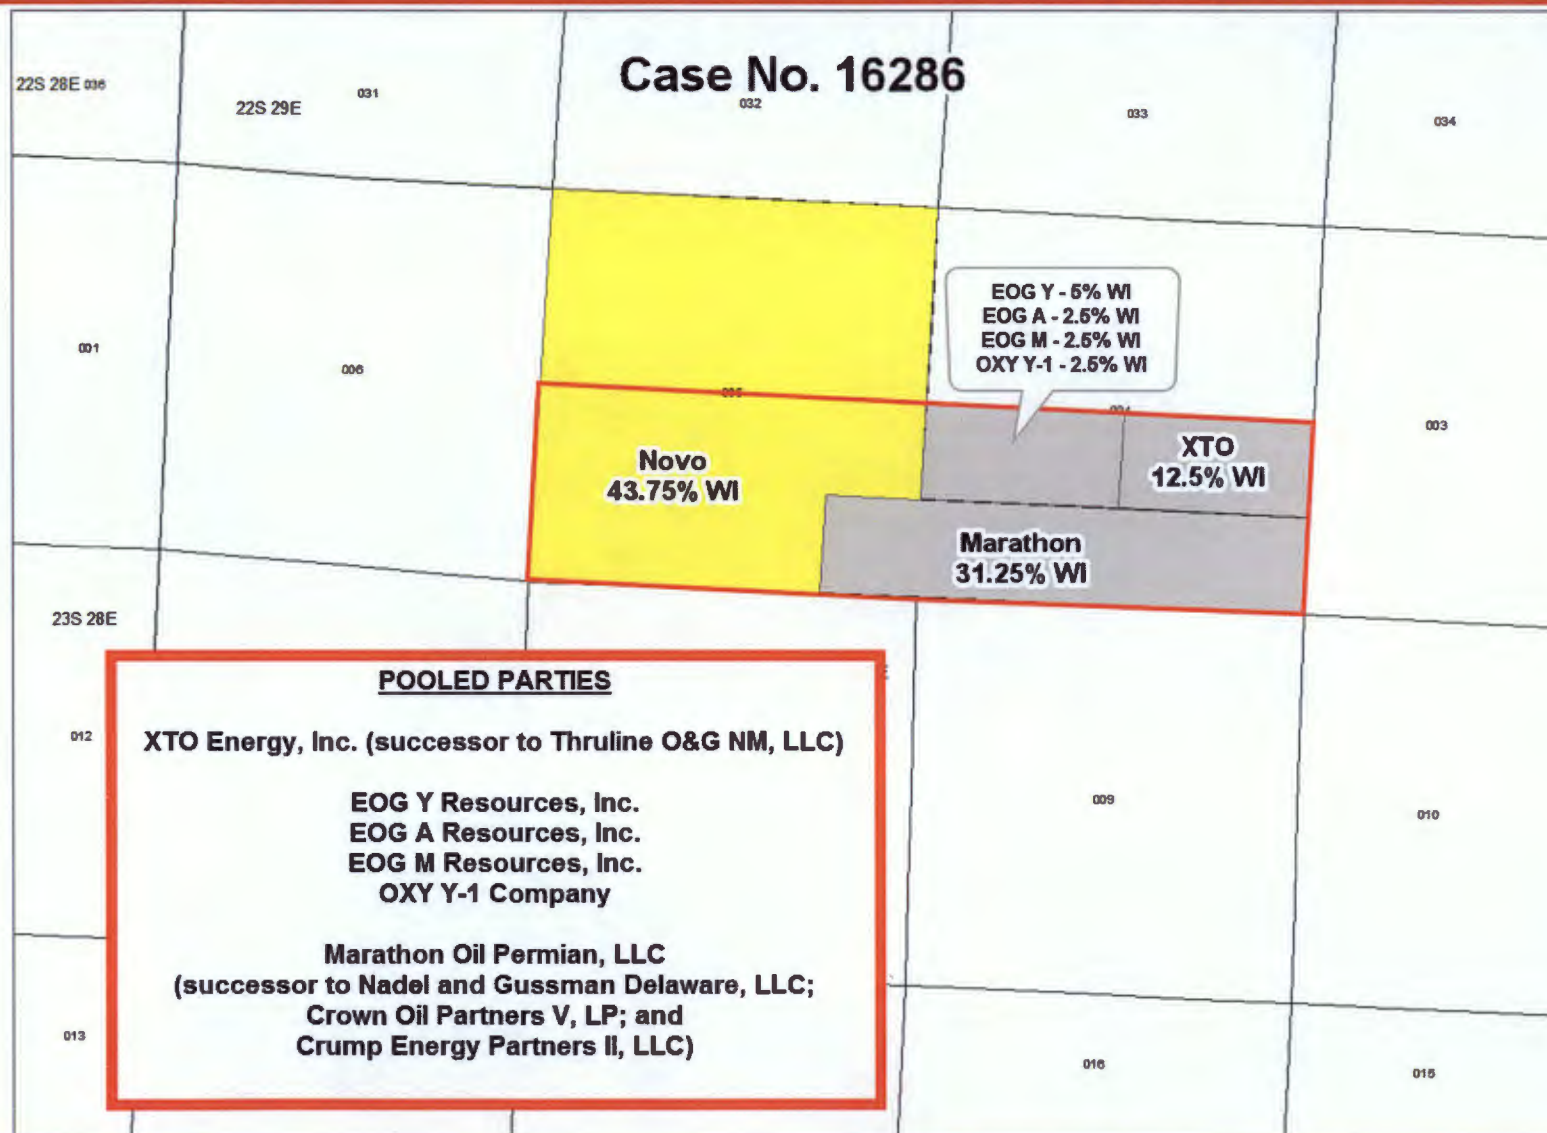 Case No. 16286
22S 28E 036
22S 29E
031
032
033
034
001
006
005
004
003
EOG Y - 5% WI
EOG A - 2.5% WI
EOG M - 2.5% WI
OXY Y-1 - 2.5% WI
Novo
43.75% WI
XTO
12.5% WI
Marathon
31.25% WI
23S 28E
POOLED PARTIES
XTO Energy, Inc. (successor to Thruline O&G NM, LLC)
EOG Y Resources, Inc.
EOG A Resources, Inc.
EOG M Resources, Inc.
OXY Y-1 Company
Marathon Oil Permian, LLC
(successor to Nadel and Gussman Delaware, LLC;
Crown Oil Partners V, LP; and
Crump Energy Partners II, LLC)
012
009
010
013
016
015